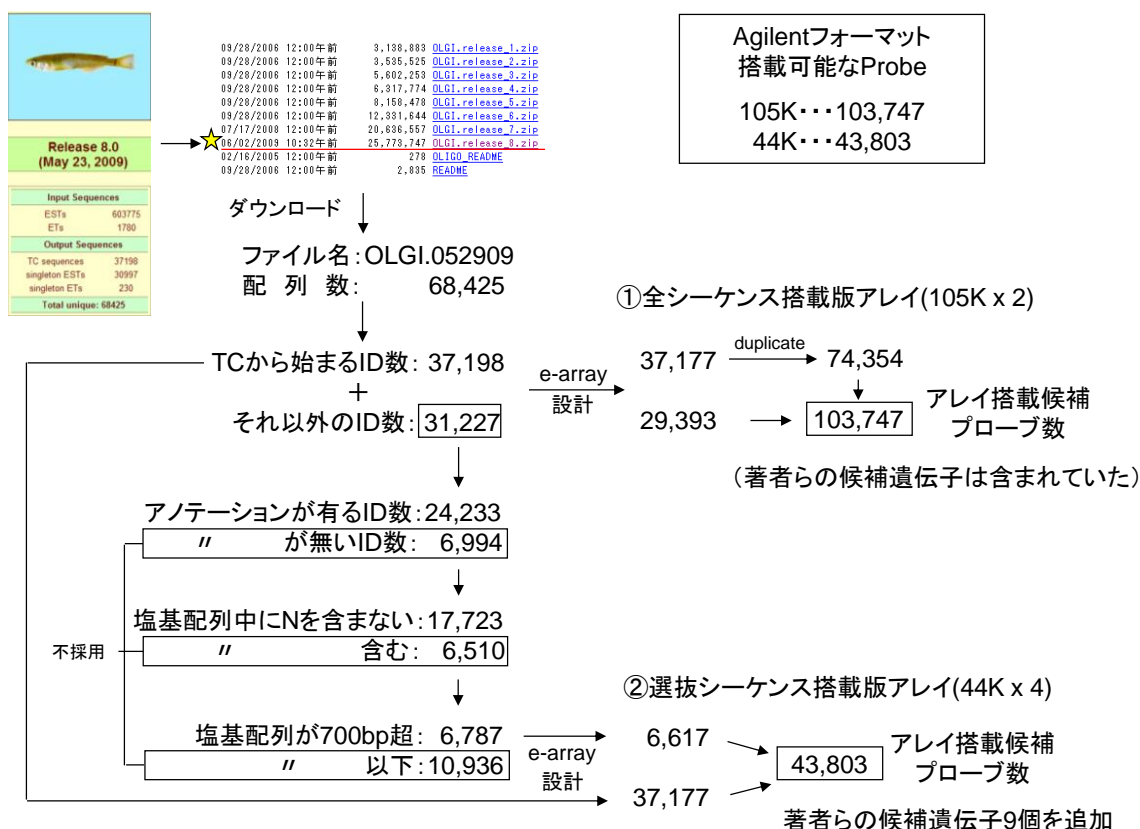 Release 8.0
(May 23, 2009)
Input Sequences
ESTs 603775
ETs 1780
Output Sequences
TC sequences 37198
singleton ESTs 30997
singleton ETs 230
Total unique: 68425
09/28/2006 12:00午前 3,138,883 OLGI.release_1.zip
09/28/2006 12:00午前 3,535,525 OLGI.release_2.zip
09/28/2006 12:00午前 5,602,253 OLGI.release_3.zip
09/28/2006 12:00午前 6,317,774 OLGI.release_4.zip
09/28/2006 12:00午前 8,158,478 OLGI.release_5.zip
09/28/2006 12:00午前 12,331,644 OLGI.release_6.zip
07/17/2008 12:00午前 20,636,557 OLGI.release_7.zip
06/02/2009 10:32午前 25,773,747 OLGI.release_8.zip
02/16/2005 12:00午前 278 OLIGO_README
09/28/2006 12:00午前 2,835 README
Agilentフォーマット
搭載可能なProbe
105K・・・103,747
44K・・・43,803
ダウンロード
ファイル名:OLGI.052909
配 列 数: 68,425
①全シーケンス搭載版アレイ(105K x 2)
TCから始まるID数: 37,198
+
それ以外のID数: 31,227
e-array
設計
37,177 duplicate 74,354
29,393 103,747 アレイ搭載候補
プローブ数
(著者らの候補遺伝子は含まれていた)
アノテーションが有るID数:24,233
〃 が無いID数: 6,994
塩基配列中にNを含まない:17,723
〃 含む: 6,510
不採用
②選抜シーケンス搭載版アレイ(44K x 4)
塩基配列が700bp超: 6,787
〃 以下:10,936
e-array
設計
6,617
37,177
43,803 アレイ搭載候補
プローブ数
著者らの候補遺伝子9個を追加